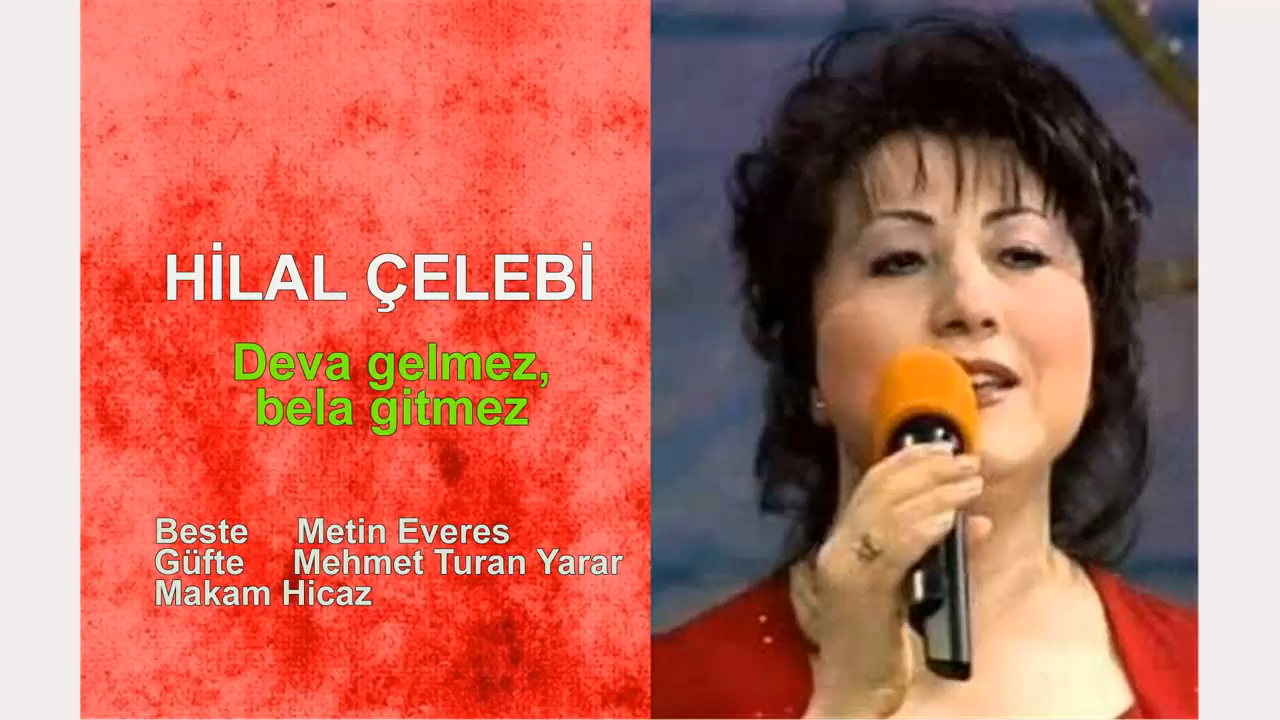 HİLAL ÇELEBİ
Deva gelmez,
bela gitmez
Beste Metin Everes
Güfte Mehmet Turan Yarar
Makam Hicaz